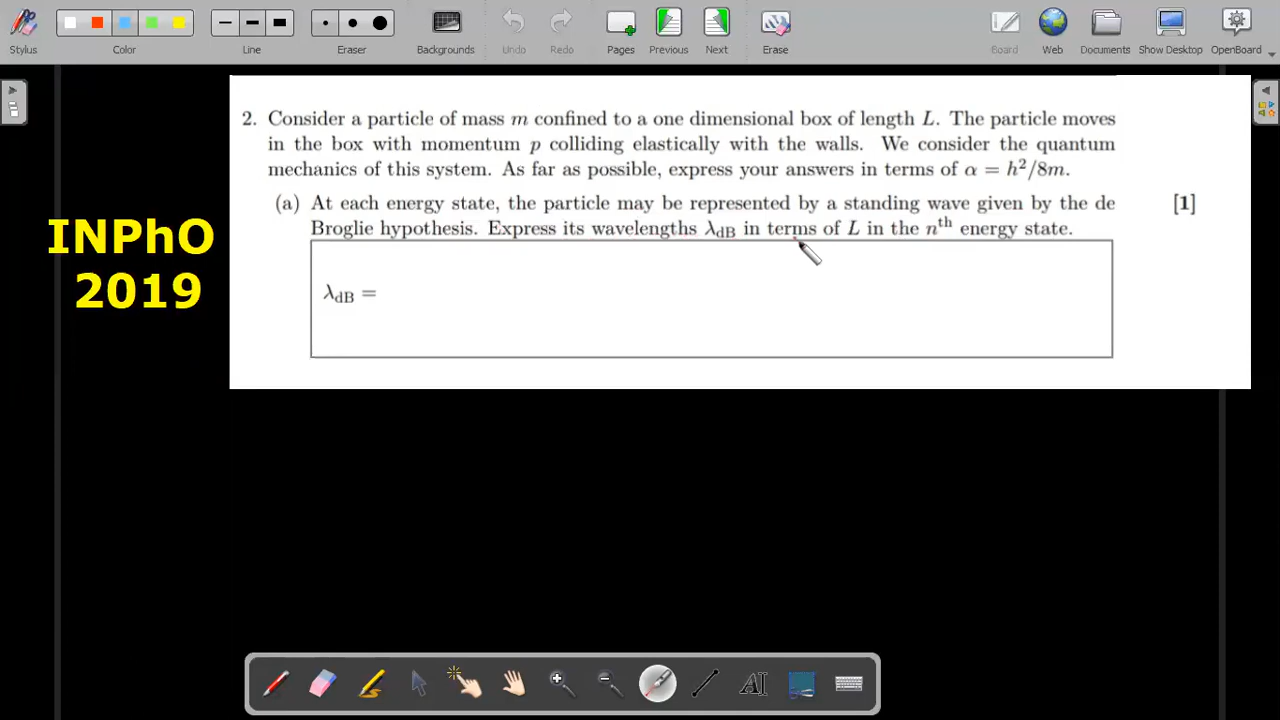 Stylus Color Line Eraser Backgrounds Undo Redo Pages Previous Next Erase Board Web Documents Show Desktop OpenBoard
INPhO
2019
2. Consider a particle of mass m confined to a one dimensional box of length L. The particle moves
in the box with momentum p colliding elastically with the walls. We consider the quantum
mechanics of this system. As far as possible, express your answers in terms of α = h²/8m.
(a) At each energy state, the particle may be represented by a standing wave given by the de [1]
Broglie hypothesis. Express its wavelengths λ_dB in terms of L in the nᵗʰ energy state.
λ_dB =
AI